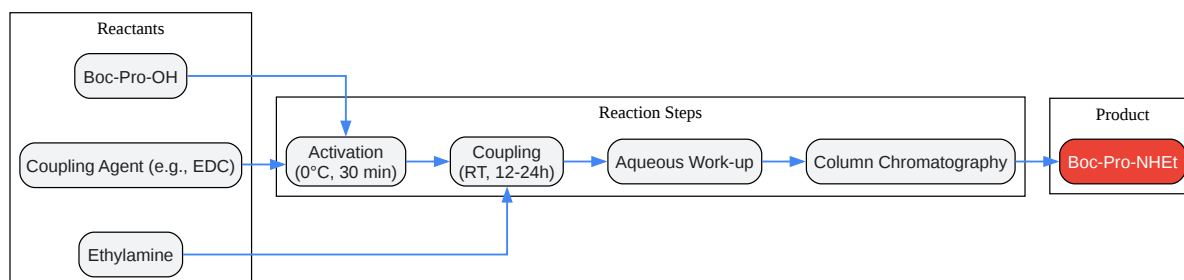 Reactants
Boc-Pro-OH
Coupling Agent (e.g., EDC)
Ethylamine
Reaction Steps
Activation
(0°C, 30 min)
Coupling
(RT, 12-24h)
Aqueous Work-up
Column Chromatography
Product
Boc-Pro-NHEt